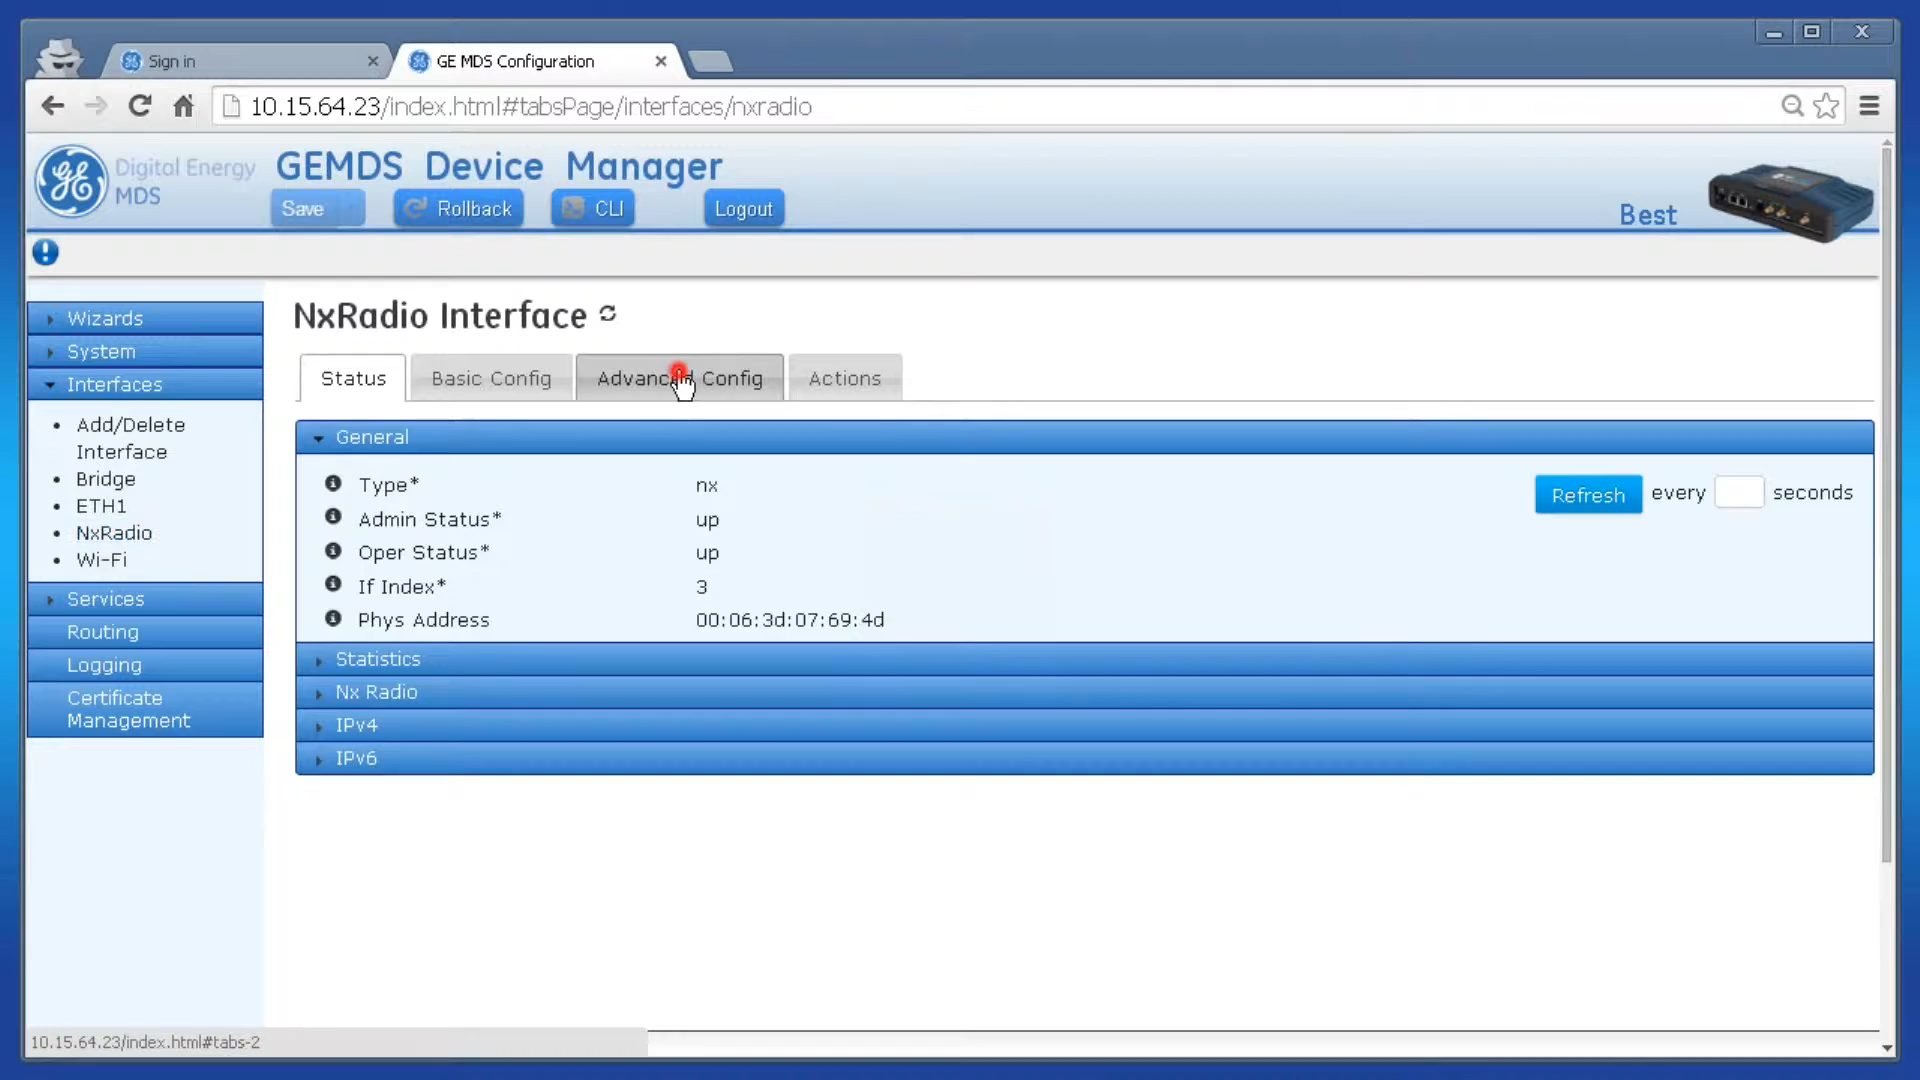 Sign in
GE MDS Configuration
10.15.64.23/index.html#tabsPage/interfaces/nxradio
Digital Energy
MDS
GEMDS Device Manager
Save
Rollback
CLI
Logout
Best
Wizards
System
Interfaces
Add/Delete
Interface
Bridge
ETH1
NxRadio
Wi-Fi
Services
Routing
Logging
Certificate
Management
NxRadio Interface
Status
Basic Config
Advanced Config
Actions
General
Type* nx
Admin Status* up
Oper Status* up
If Index* 3
Phys Address 00:06:3d:07:69:4d
Refresh every seconds
Statistics
Nx Radio
IPv4
IPv6
10.15.64.23/index.html#tabs-2